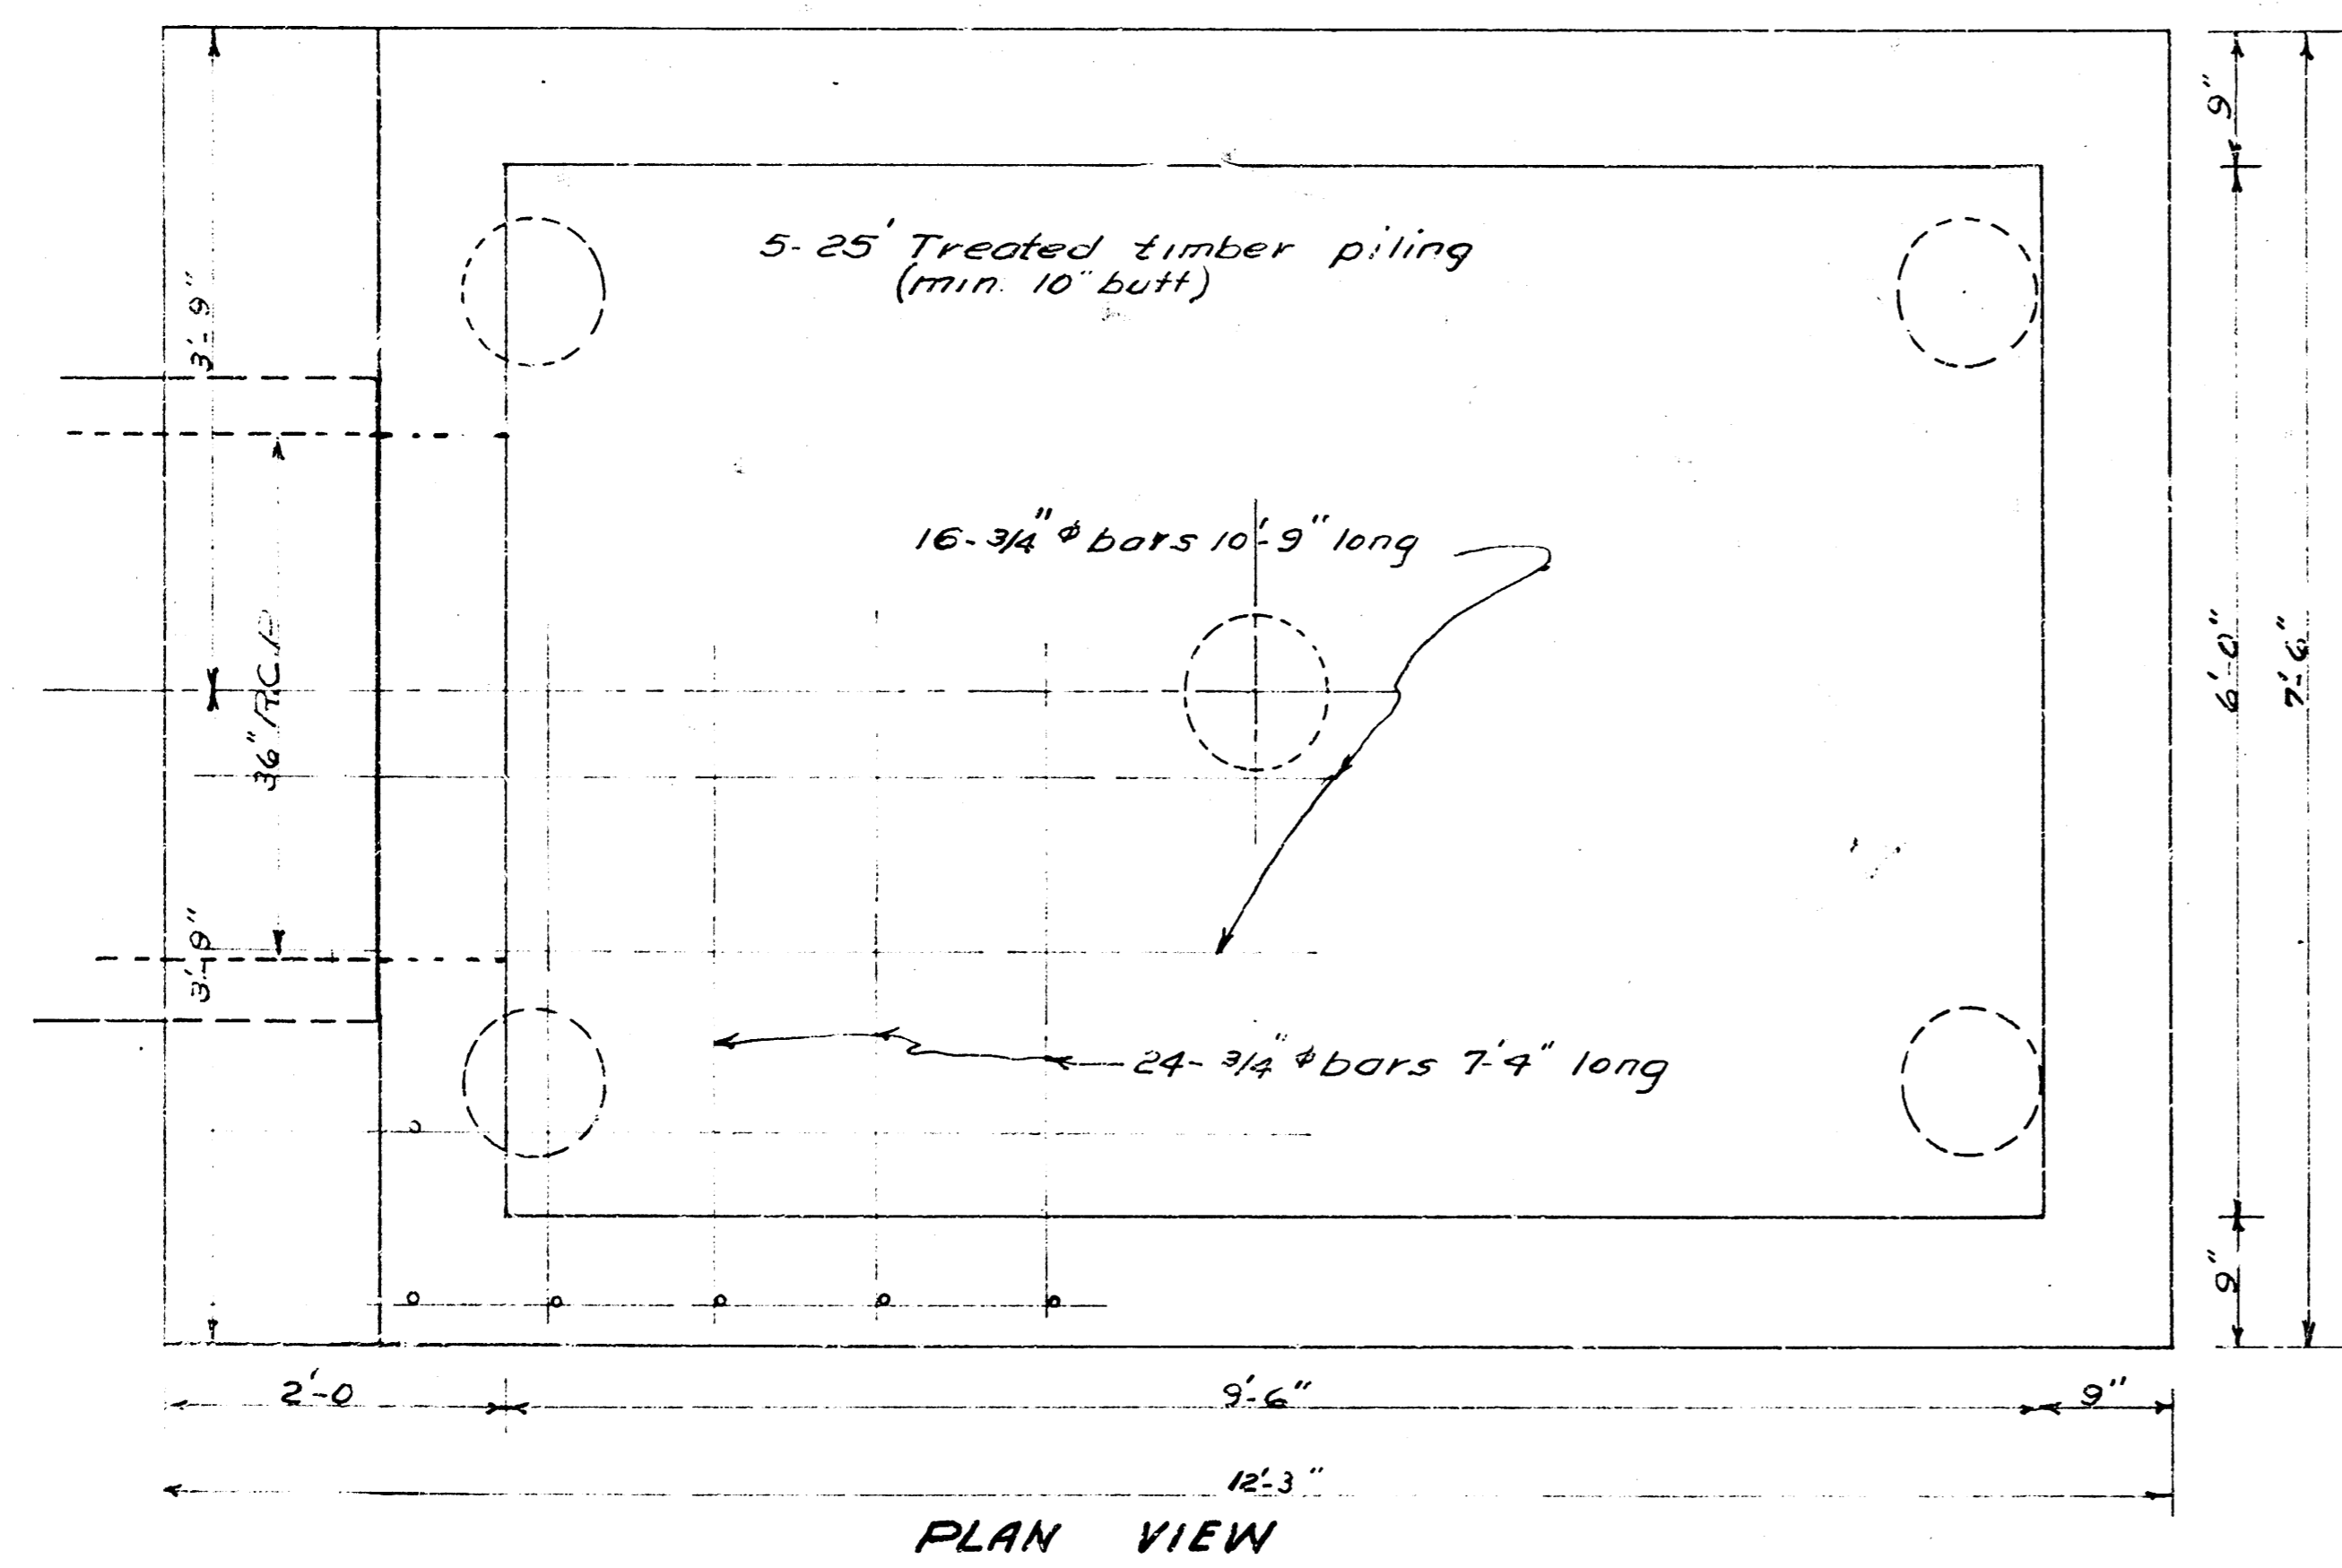 9"
5-25' Treated timber piling
(min. 10" butt)
3'-9"
16-3/4" φ bars 10'-9" long
36" R.C.P.
6'-0"
7'-6"
3'-9"
24-3/4" φ bars 7'-4" long
9"
2'-0
9'-6"
9"
12'-3"
PLAN VIEW